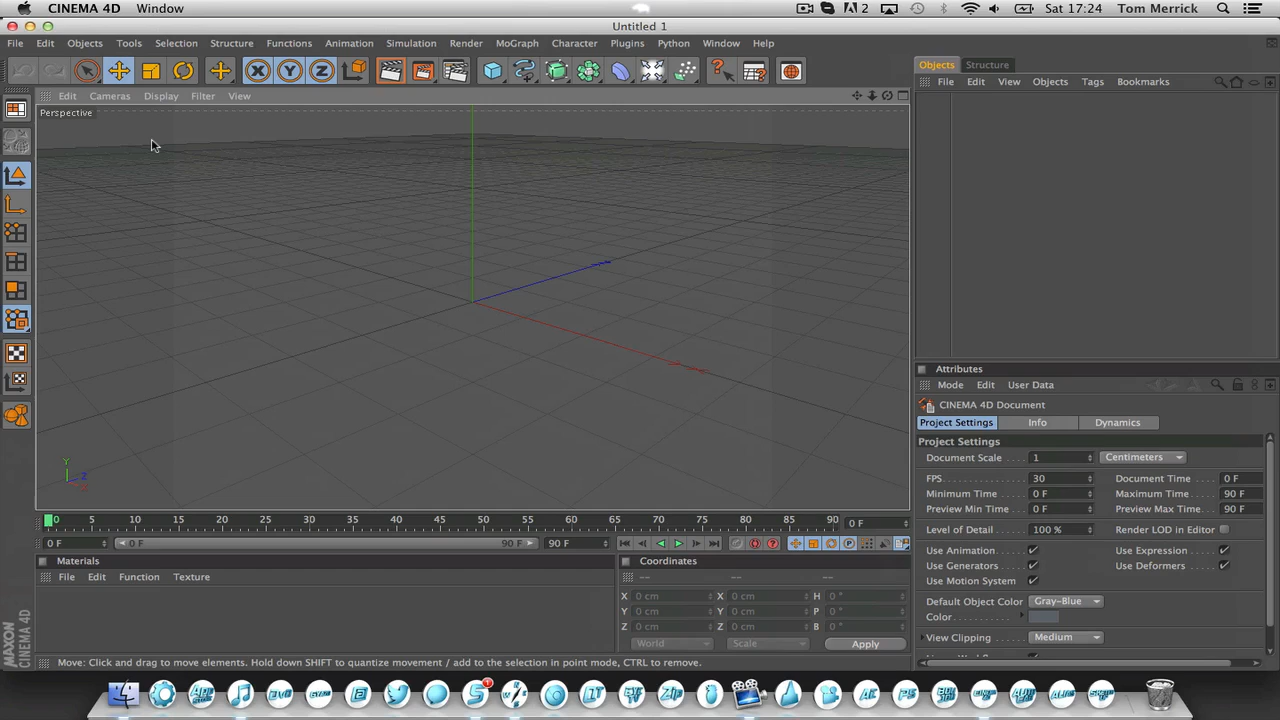 CINEMA 4D Window 2 Sat 17:24 Tom Merrick
Untitled 1
File Edit Objects Tools Selection Structure Functions Animation Simulation Render MoGraph Character Plugins Python Window Help
X Y Z
Objects Structure
File Edit View Objects Tags Bookmarks
Edit Cameras Display Filter View
Perspective
Y
Z
X
Attributes
Mode Edit User Data
CINEMA 4D Document
Project Settings Info Dynamics
Project Settings
Document Scale 1 Centimeters
FPS 30 Document Time 0 F
Minimum Time 0 F Maximum Time 90 F
Preview Min Time 0 F Preview Max Time 90 F
Level of Detail 100 % Render LOD in Editor
Use Animation Use Expression
Use Generators Use Deformers
Use Motion System
Default Object Color Gray-Blue
Color
View Clipping Medium
0 5 10 15 20 25 30 35 40 45 50 55 60 65 70 75 80 85 90 0 F
0 F 0 F 90 F 90 F
Materials
File Edit Function Texture
Coordinates
-- -- --
X 0 cm X 0 cm H 0 °
Y 0 cm Y 0 cm P 0 °
Z 0 cm Z 0 cm B 0 °
World Scale Apply
MAXON
CINEMA 4D
Move: Click and drag to move elements. Hold down SHIFT to quantize movement / add to the selection in point mode, CTRL to remove.
1